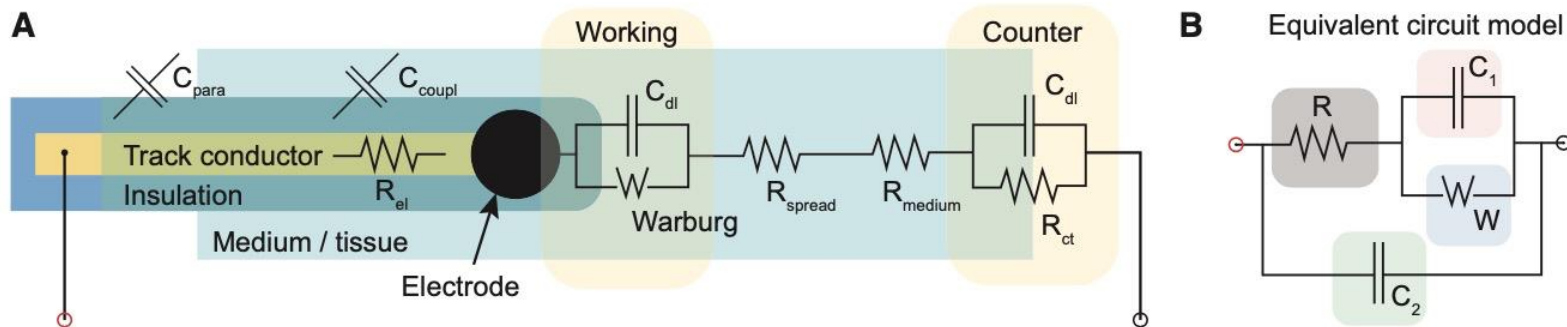 A
Working
Counter
B
Equivalent circuit model
C para
C coupl
C dl
C dl
C 1
R
Track conductor
Insulation
R el
Warburg
R spread
R medium
R ct
W
Medium / tissue
Electrode
C 2